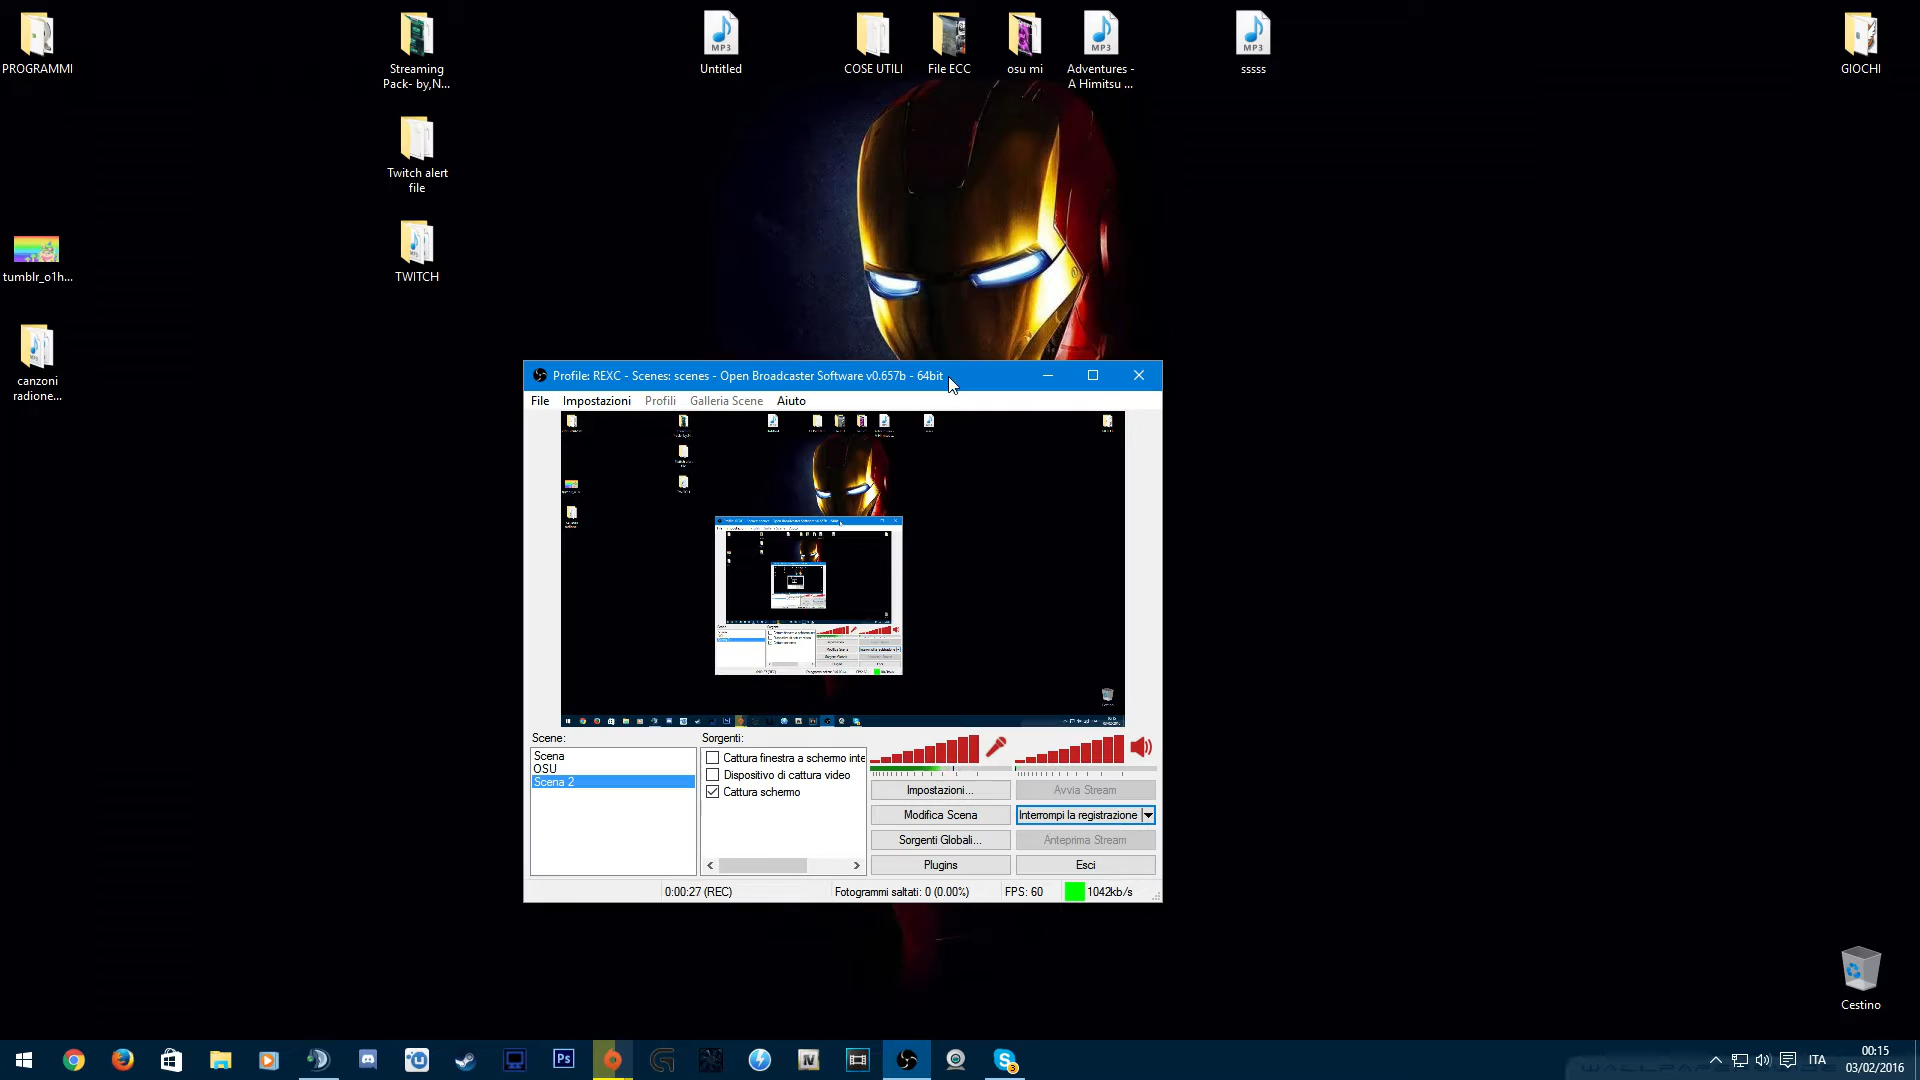 PROGRAMMI
Streaming
Pack- by,N...
Untitled
COSE UTILI
File ECC
osu mi
Adventures -
A Himitsu ...
sssss
GIOCHI
Twitch alert
file
tumblr_o1h...
TWITCH
canzoni
radione...
Profile: REXC - Scenes: scenes - Open Broadcaster Software v0.657b - 64bit
File Impostazioni Profili Galleria Scene Aiuto
Scene:
Scena
OSU
Scena 2
Sorgenti:
Cattura finestra a schermo inte
Dispositivo di cattura video
Cattura schermo
Impostazioni...
Avvia Stream
Modifica Scena
Interrompi la registrazione
Sorgenti Globali...
Anteprima Stream
Plugins
Esci
0:00:27 (REC)
Fotogrammi saltati: 0 (0.00%)
FPS: 60
1042kb/s
Cestino
ITA
00:15
03/02/2016